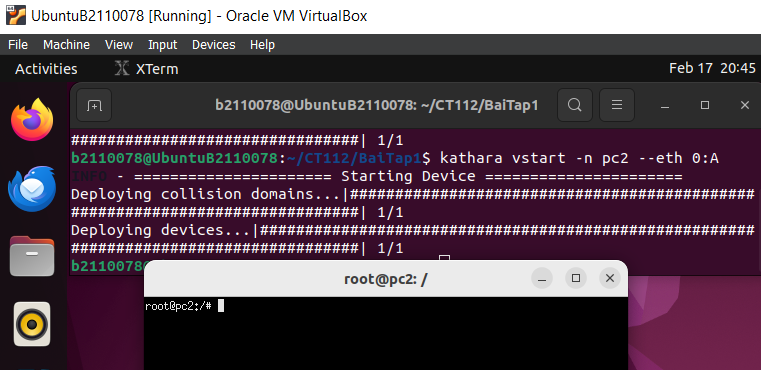 UbuntuB2110078 [Running] - Oracle VM VirtualBox
File Machine View Input Devices Help
Activities XTerm Feb 17 20:45
b2110078@UbuntuB2110078: ~/CT112/BaiTap1
################################| 1/1
b2110078@UbuntuB2110078:~/CT112/BaiTap1$ kathara vstart -n pc2 --eth 0:A
INFO - ====================== Starting Device ======================
Deploying collision domains...|#############################################
################################| 1/1
Deploying devices...|#######################################################
################################| 1/1
b2110078@
root@pc2: /
root@pc2:/#